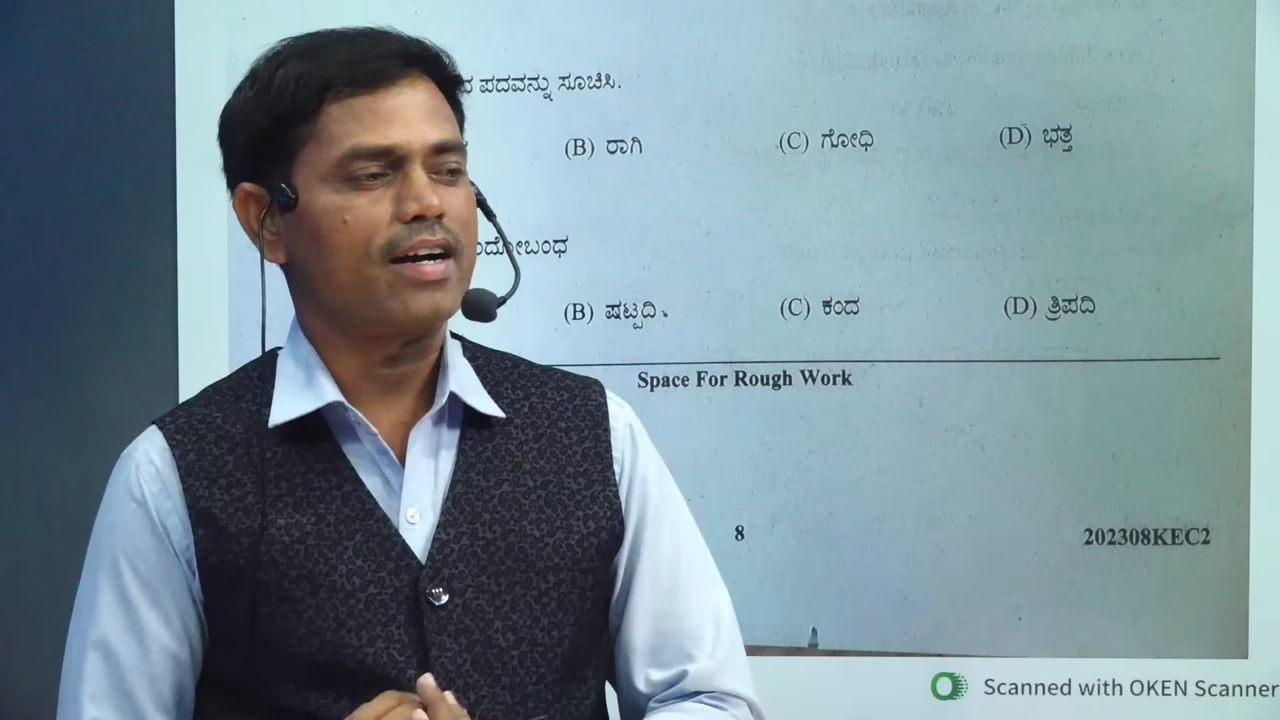 ಪದವನ್ನು ಸೂಚಿಸಿ.
(B) ರಾಗಿ (C) ಗೋಧಿ (D) ಭತ್ತ
(B) ಷಟ್ಪದಿ (C) ಕಂದ (D) ತ್ರಿಪದಿ
Space For Rough Work
8 202308KEC2
Scanned with OKEN Scanner